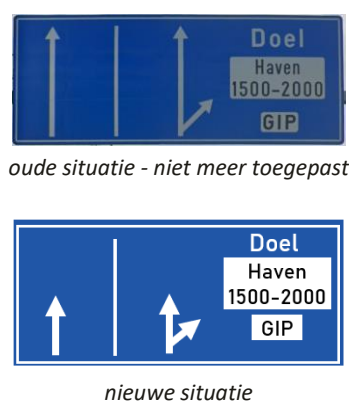 Doel
Haven
1500-2000
GIP
oude situatie - niet meer toegepast
Doel
Haven
1500-2000
GIP
nieuwe situatie